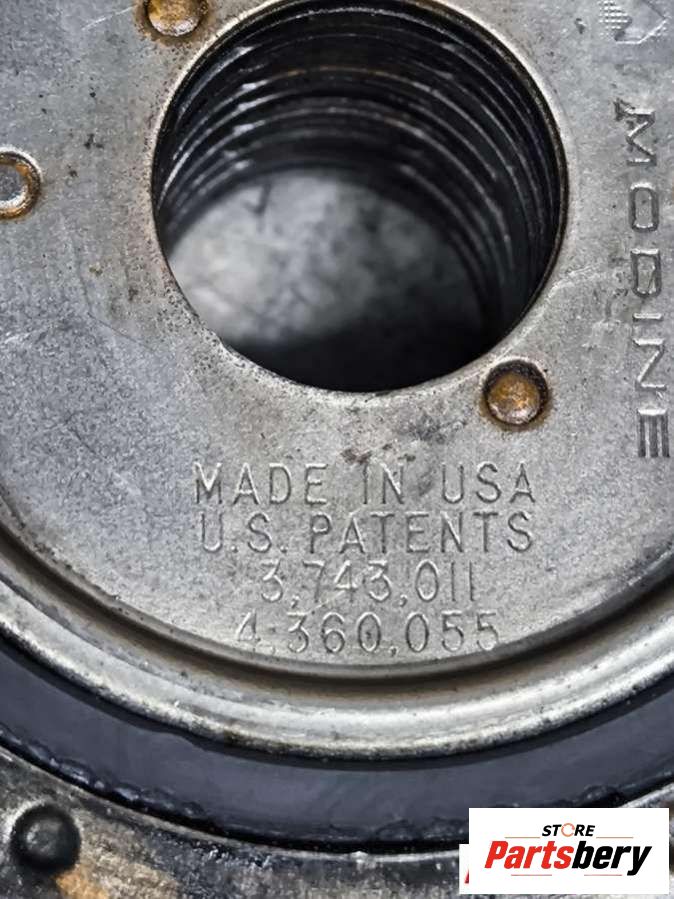 MODINE
MADE IN USA
U.S. PATENTS
3,743,011
4,360,055
STORE
Partsbery